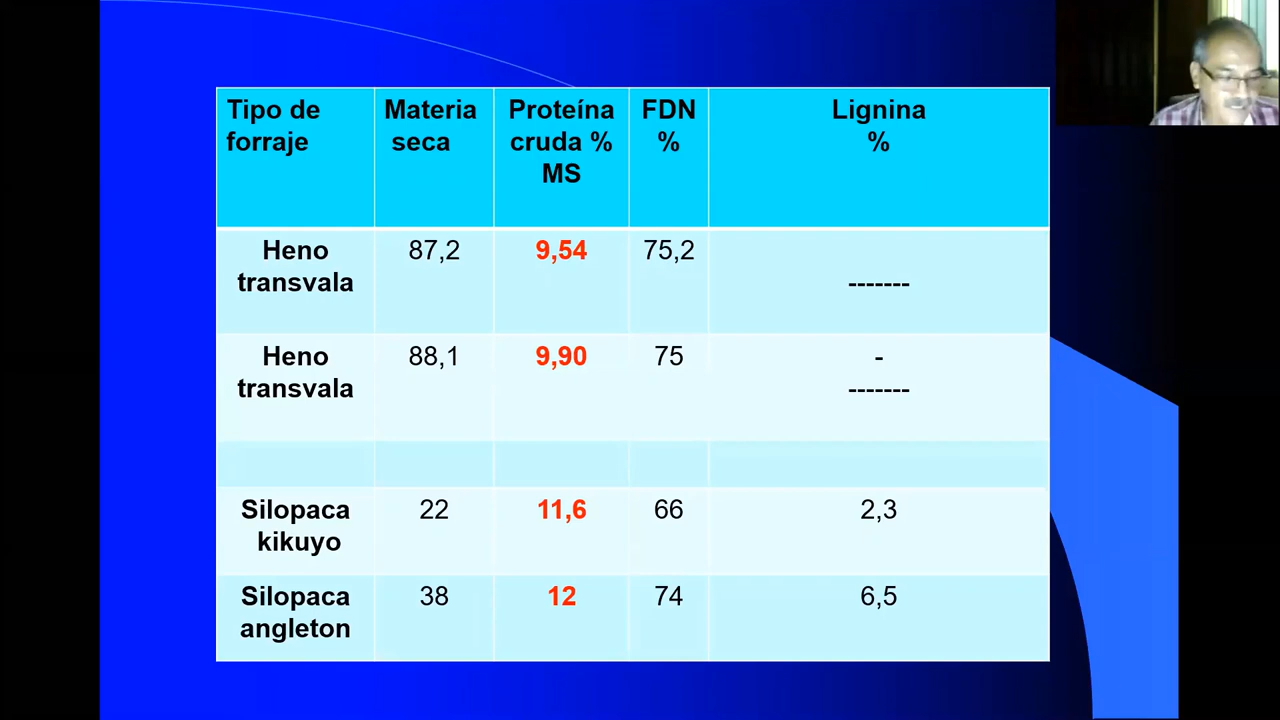 Tipo de forraje Materia seca Proteína cruda % MS FDN % Lignina %
Heno transvala 87,2 9,54 75,2 -------
Heno transvala 88,1 9,90 75 - -------
Silopaca kikuyo 22 11,6 66 2,3
Silopaca angleton 38 12 74 6,5